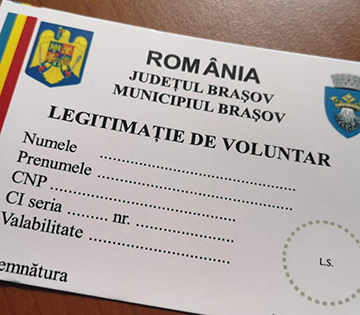 ROMÂNIA
JUDEȚUL BRAȘOV
MUNICIPIUL BRAȘOV
LEGITIMAȚIE DE VOLUNTAR
Numele ........................
Prenumele ........................
CNP ........................
CI seria ......... nr. ...............
Valabilitate ........................
emnătura
L.S.